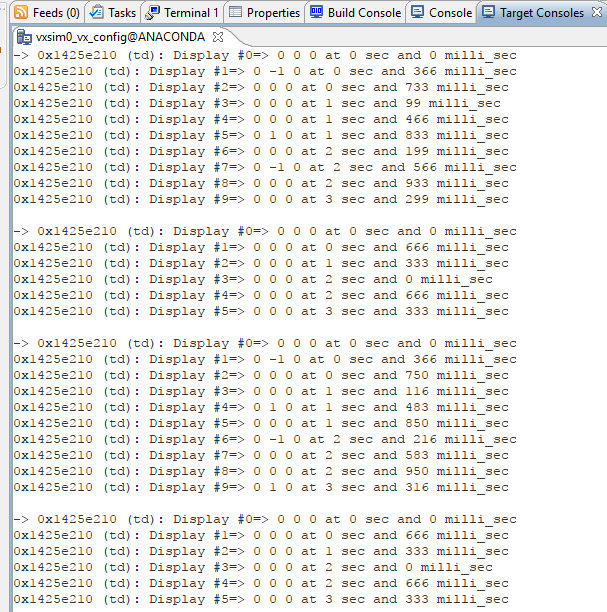 Feeds (0) Tasks Terminal 1 Properties Build Console Console Target Consoles
vxsim0_vx_config@ANACONDA
-> 0x1425e210 (td): Display #0=> 0 0 0 at 0 sec and 0 milli_sec
0x1425e210 (td): Display #1=> 0 -1 0 at 0 sec and 366 milli_sec
0x1425e210 (td): Display #2=> 0 0 0 at 0 sec and 733 milli_sec
0x1425e210 (td): Display #3=> 0 0 0 at 1 sec and 99 milli_sec
0x1425e210 (td): Display #4=> 0 0 0 at 1 sec and 466 milli_sec
0x1425e210 (td): Display #5=> 0 1 0 at 1 sec and 833 milli_sec
0x1425e210 (td): Display #6=> 0 0 0 at 2 sec and 199 milli_sec
0x1425e210 (td): Display #7=> 0 -1 0 at 2 sec and 566 milli_sec
0x1425e210 (td): Display #8=> 0 0 0 at 2 sec and 933 milli_sec
0x1425e210 (td): Display #9=> 0 0 0 at 3 sec and 299 milli_sec
-> 0x1425e210 (td): Display #0=> 0 0 0 at 0 sec and 0 milli_sec
0x1425e210 (td): Display #1=> 0 0 0 at 0 sec and 666 milli_sec
0x1425e210 (td): Display #2=> 0 0 0 at 1 sec and 333 milli_sec
0x1425e210 (td): Display #3=> 0 0 0 at 2 sec and 0 milli_sec
0x1425e210 (td): Display #4=> 0 0 0 at 2 sec and 666 milli_sec
0x1425e210 (td): Display #5=> 0 0 0 at 3 sec and 333 milli_sec
-> 0x1425e210 (td): Display #0=> 0 0 0 at 0 sec and 0 milli_sec
0x1425e210 (td): Display #1=> 0 -1 0 at 0 sec and 366 milli_sec
0x1425e210 (td): Display #2=> 0 0 0 at 0 sec and 750 milli_sec
0x1425e210 (td): Display #3=> 0 0 0 at 1 sec and 116 milli_sec
0x1425e210 (td): Display #4=> 0 1 0 at 1 sec and 483 milli_sec
0x1425e210 (td): Display #5=> 0 0 0 at 1 sec and 850 milli_sec
0x1425e210 (td): Display #6=> 0 -1 0 at 2 sec and 216 milli_sec
0x1425e210 (td): Display #7=> 0 0 0 at 2 sec and 583 milli_sec
0x1425e210 (td): Display #8=> 0 0 0 at 2 sec and 950 milli_sec
0x1425e210 (td): Display #9=> 0 1 0 at 3 sec and 316 milli_sec
-> 0x1425e210 (td): Display #0=> 0 0 0 at 0 sec and 0 milli_sec
0x1425e210 (td): Display #1=> 0 0 0 at 0 sec and 666 milli_sec
0x1425e210 (td): Display #2=> 0 0 0 at 1 sec and 333 milli_sec
0x1425e210 (td): Display #3=> 0 0 0 at 2 sec and 0 milli_sec
0x1425e210 (td): Display #4=> 0 0 0 at 2 sec and 666 milli_sec
0x1425e210 (td): Display #5=> 0 0 0 at 3 sec and 333 milli_sec